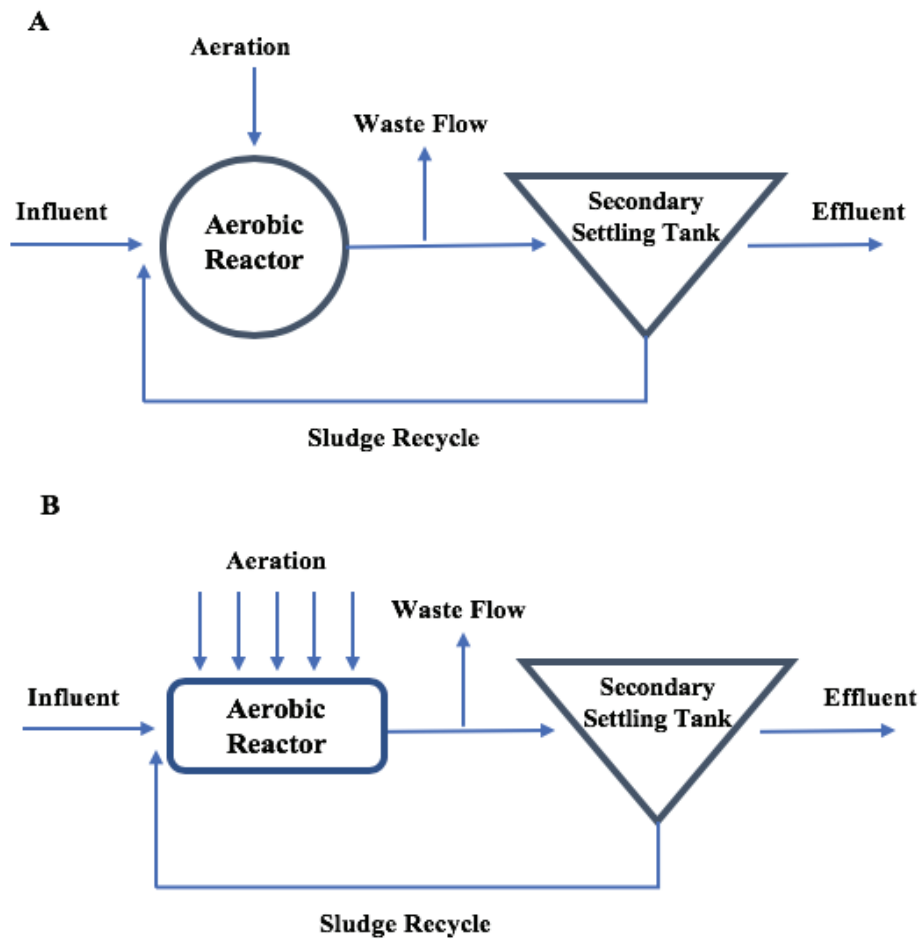 A
Aeration
Waste Flow
Influent
Aerobic
Reactor
Secondary
Settling Tank
Effluent
Sludge Recycle
B
Aeration
Waste Flow
Influent
Aerobic
Reactor
Secondary
Settling Tank
Effluent
Sludge Recycle